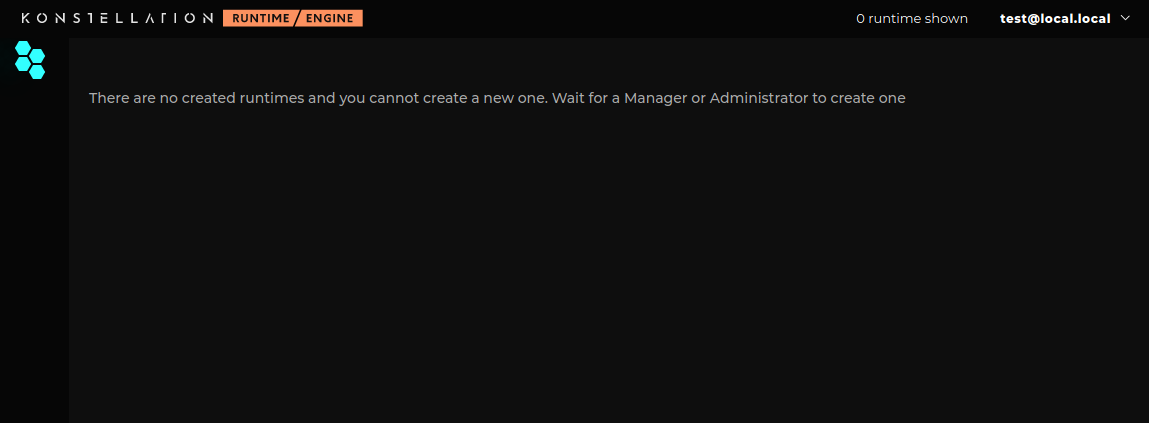 KONSTELLATION RUNTIME / ENGINE 0 runtime shown test@local.local
There are no created runtimes and you cannot create a new one. Wait for a Manager or Administrator to create one